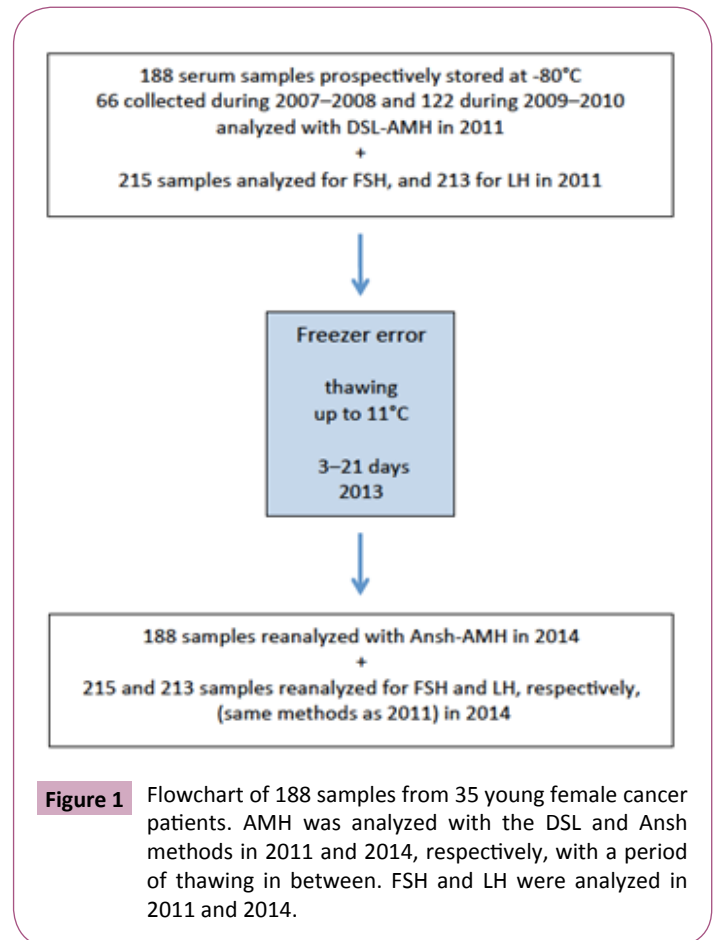 188 serum samples prospectively stored at -80°C
66 collected during 2007–2008 and 122 during 2009–2010
analyzed with DSL-AMH in 2011
+
215 samples analyzed for FSH, and 213 for LH in 2011
Freezer error
thawing
up to 11°C
3–21 days
2013
188 samples reanalyzed with Ansh-AMH in 2014
+
215 and 213 samples reanalyzed for FSH and LH, respectively,
(same methods as 2011) in 2014
Figure 1 Flowchart of 188 samples from 35 young female cancer
patients. AMH was analyzed with the DSL and Ansh
methods in 2011 and 2014, respectively, with a period
of thawing in between. FSH and LH were analyzed in
2011 and 2014.